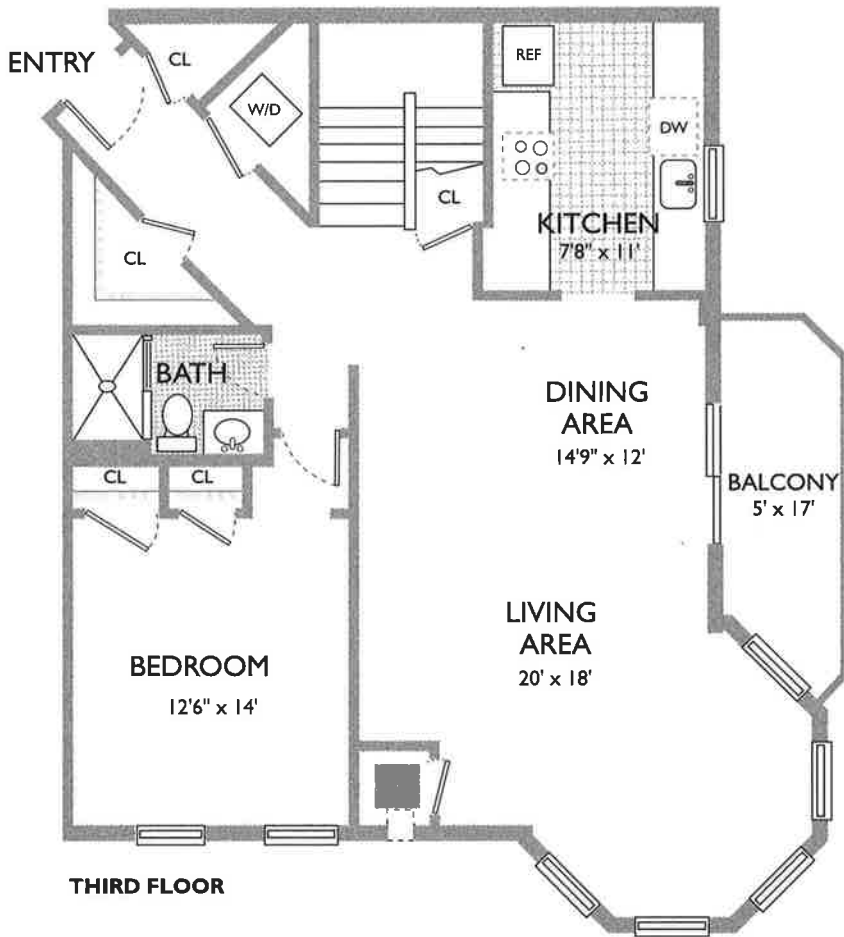 ENTRY
CL
W/D
REF
DW
CL
KITCHEN
7'8" x 11'
CL
BATH
DINING
AREA
14'9" x 12'
CL
CL
BALCONY
5' x 17'
LIVING
AREA
20' x 18'
BEDROOM
12'6" x 14'
THIRD FLOOR